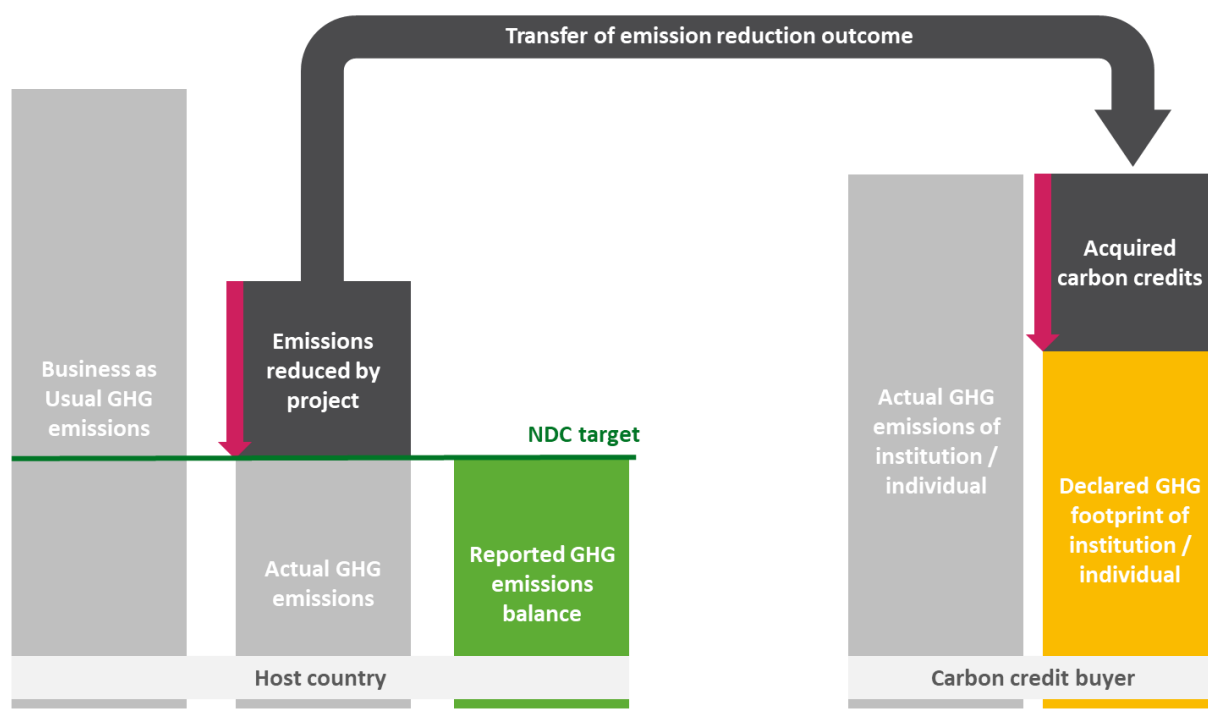 Transfer of emission reduction outcome
Business as
Usual GHG
emissions
Emissions
reduced by
project
NDC target
Actual GHG
emissions
Reported GHG
emissions
balance
Host country
Acquired
carbon credits
Actual GHG
emissions of
institution /
individual
Declared GHG
footprint of
institution /
individual
Carbon credit buyer